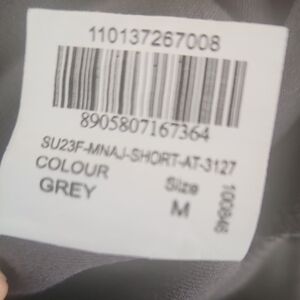 110137267008
8905807167364
SU23F-MNAJ-SHORT-AT-3127
COLOUR Size
GREY M
100846